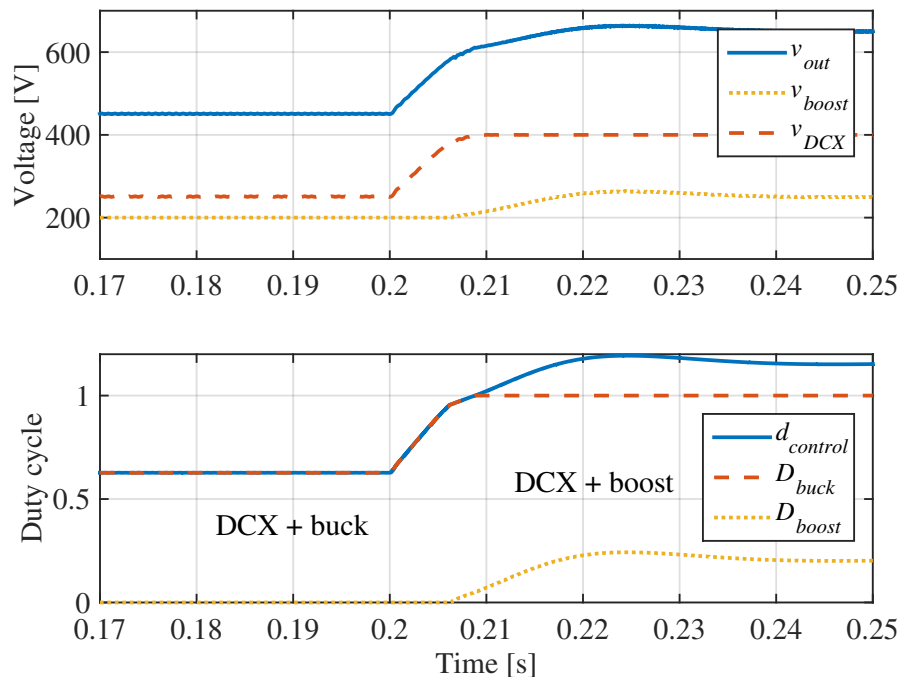 Voltage [V]
600
400
200
v_out
v_boost
v_DCX
0.17 0.18 0.19 0.2 0.21 0.22 0.23 0.24 0.25
Duty cycle
1
0.5
0
d_control
D_buck
D_boost
DCX + boost
DCX + buck
0.17 0.18 0.19 0.2 0.21 0.22 0.23 0.24 0.25
Time [s]